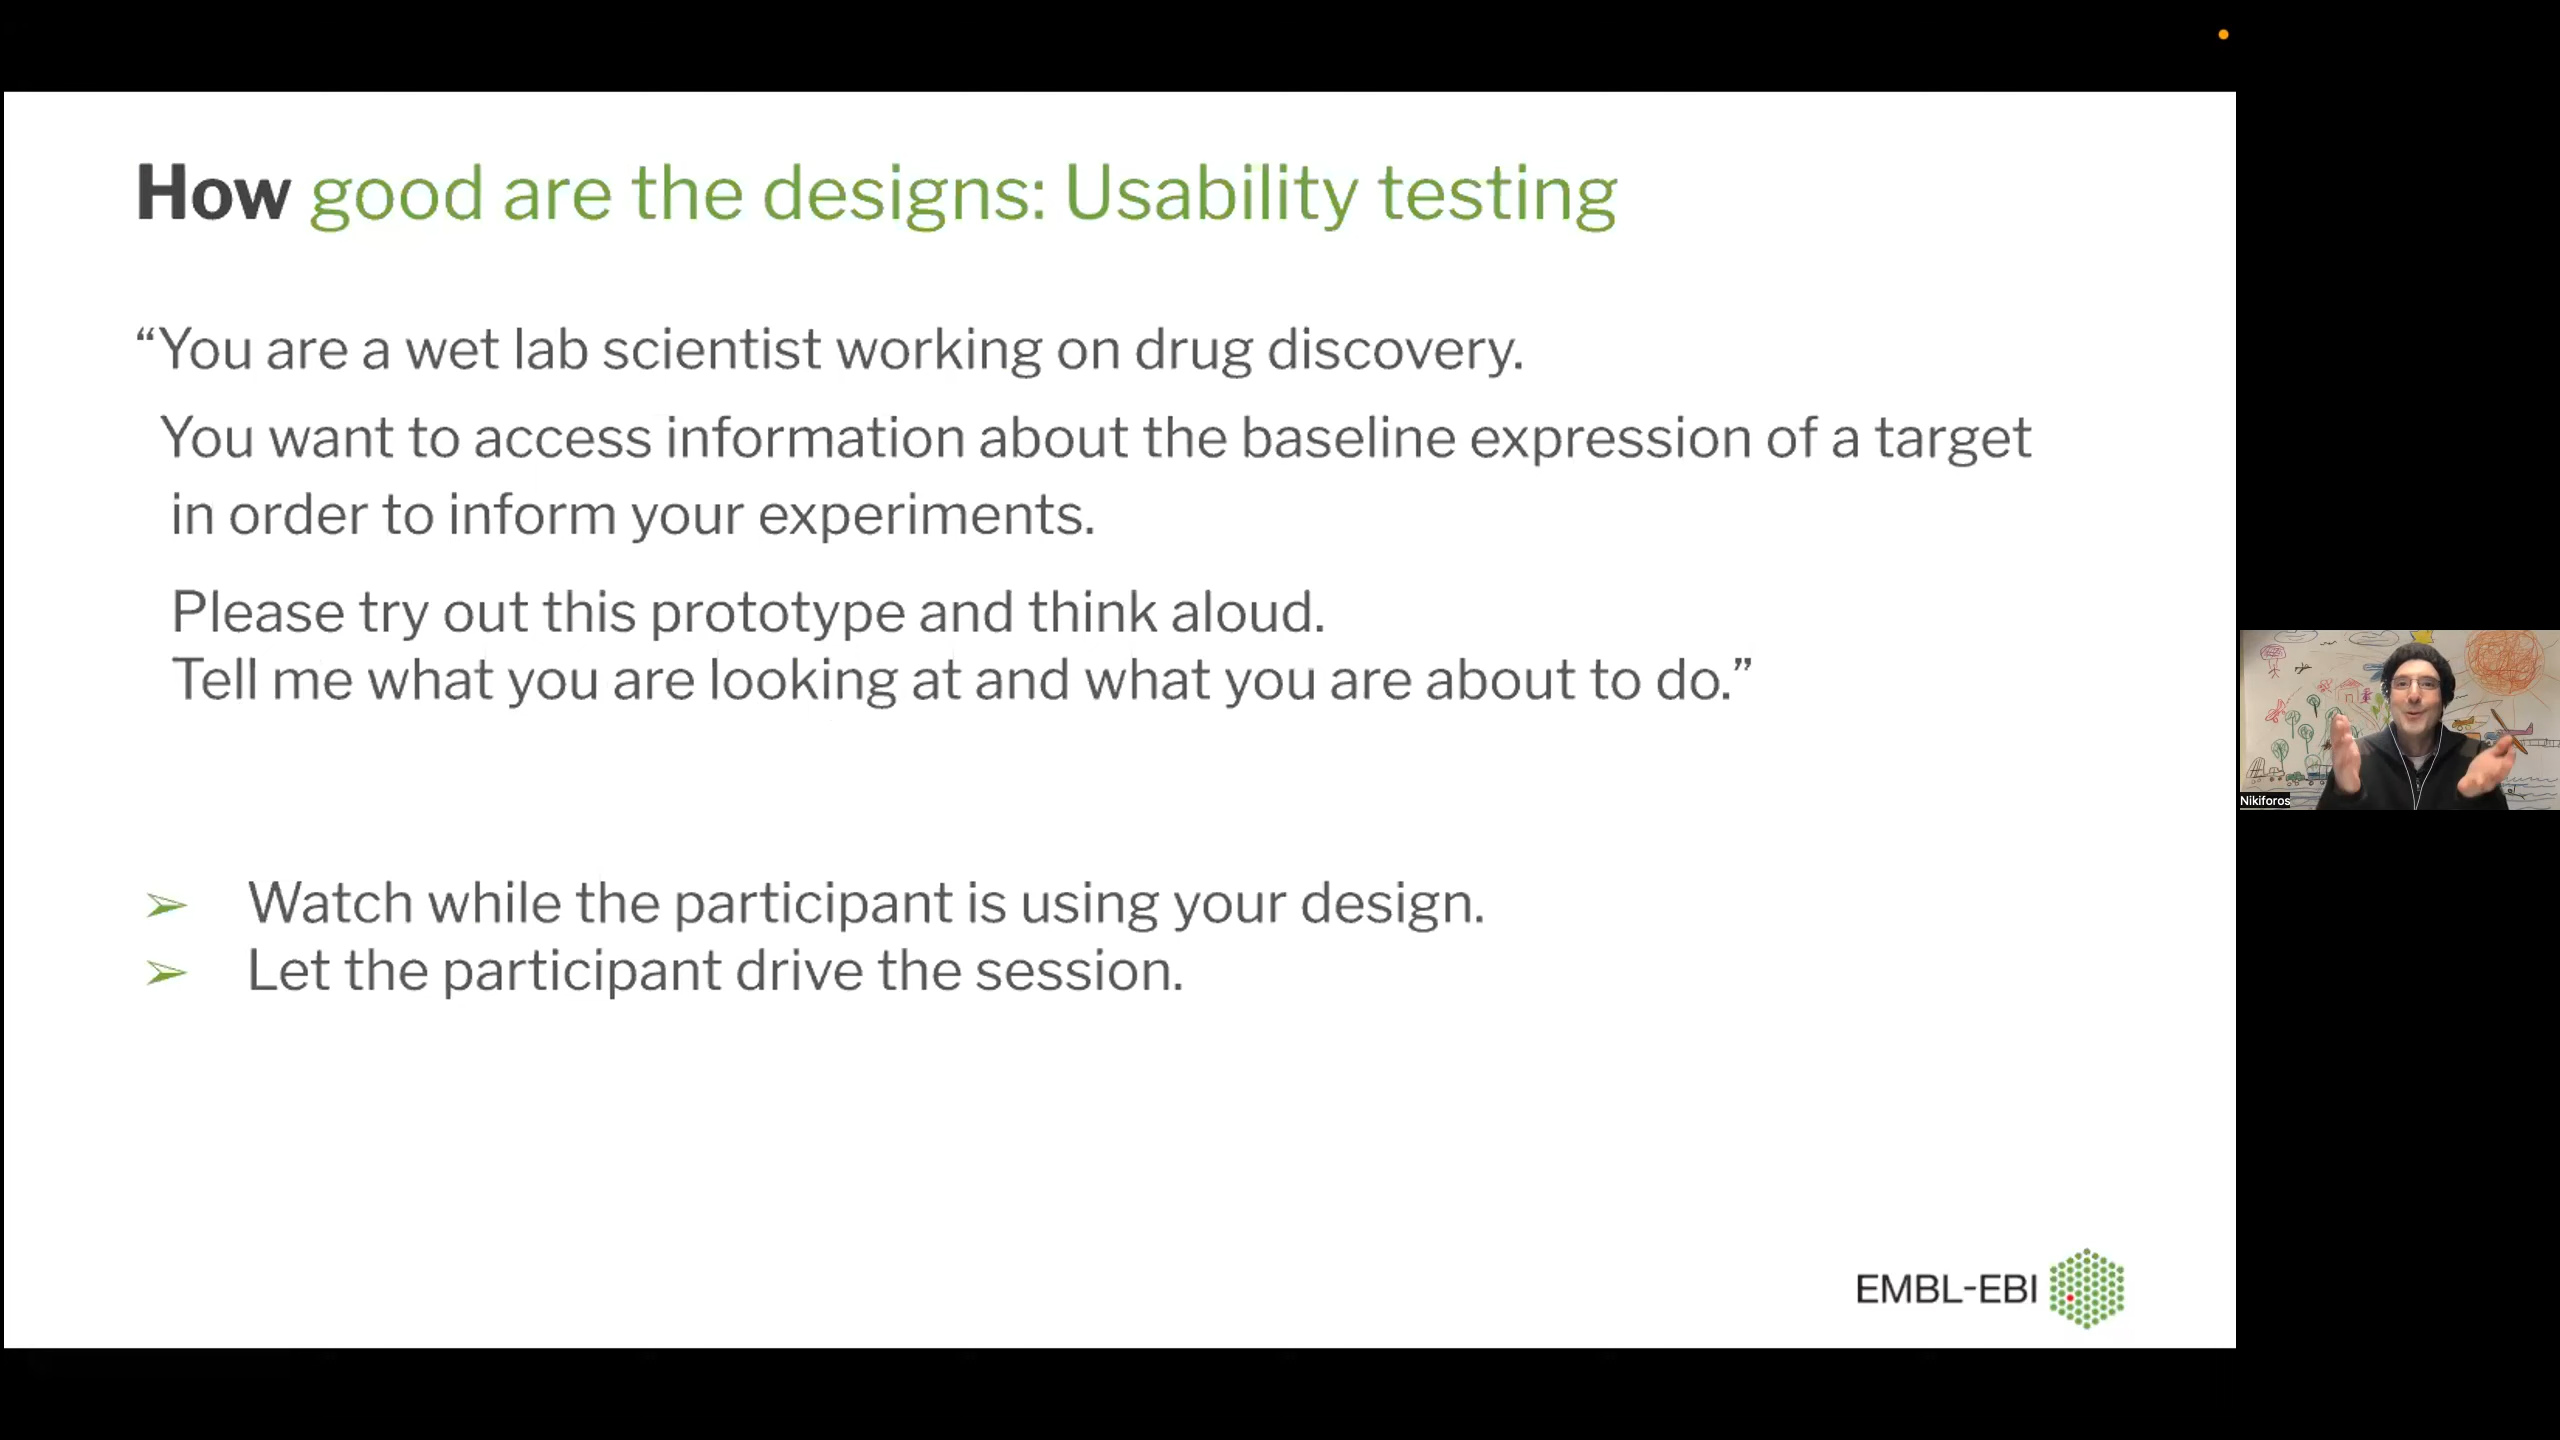 How good are the designs: Usability testing
“You are a wet lab scientist working on drug discovery.
You want to access information about the baseline expression of a target
in order to inform your experiments.
Please try out this prototype and think aloud.
Tell me what you are looking at and what you are about to do.”
➢ Watch while the participant is using your design.
➢ Let the participant drive the session.
Nikiforos
EMBL-EBI